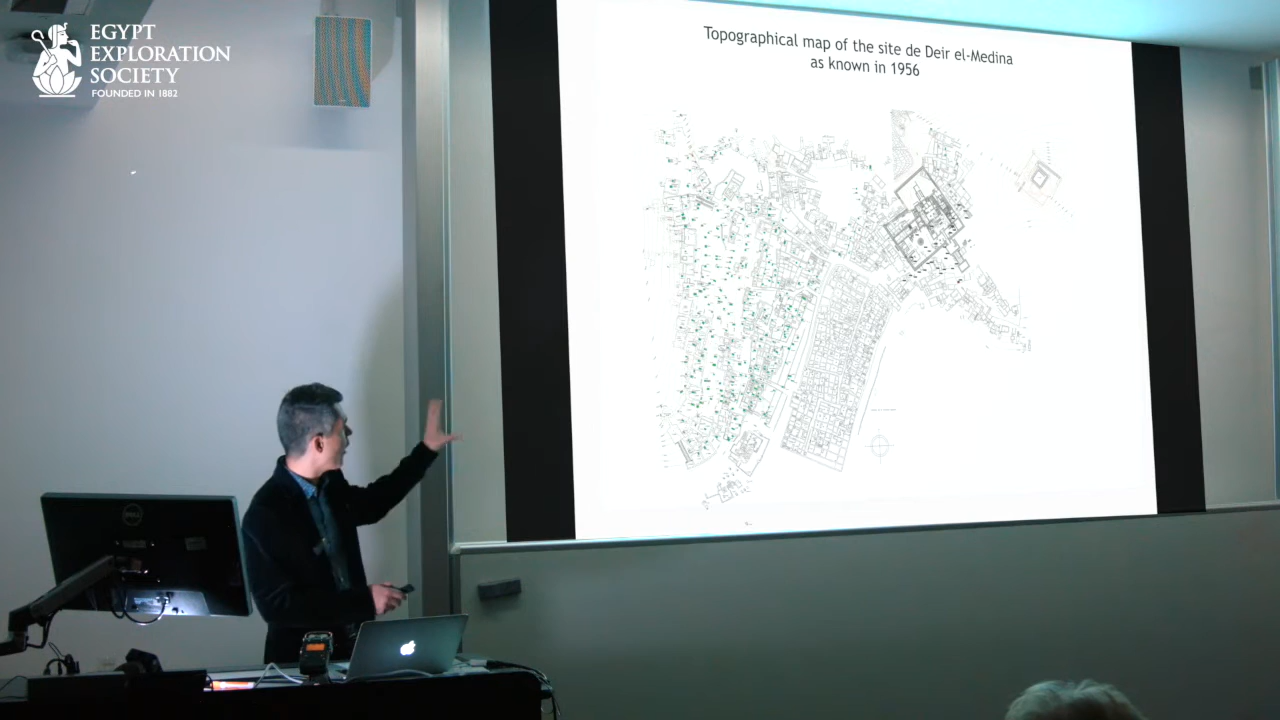 EGYPT
EXPLORATION
SOCIETY
FOUNDED IN 1882
Topographical map of the site de Deir el-Medina
as known in 1956
DELL